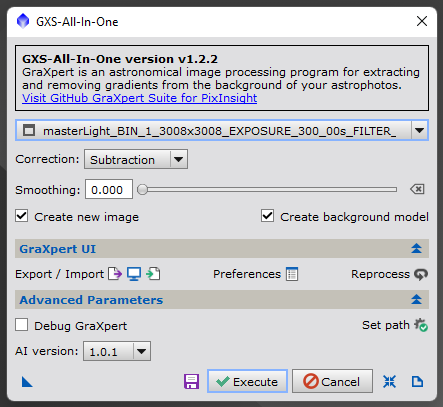 GXS-All-In-One
GXS-All-In-One version v1.2.2
GraXpert is an astronomical image processing program for extracting
and removing gradients from the background of your astrophotos.
Visit GitHub GraXpert Suite for PixInsight
masterLight_BIN_1_3008x3008_EXPOSURE_300_00s_FILTER_
Correction: Subtraction
Smoothing: 0.000
Create new image Create background model
GraXpert UI
Export / Import Preferences Reprocess
Advanced Parameters
Debug GraXpert Set path
AI version: 1.0.1
Execute Cancel